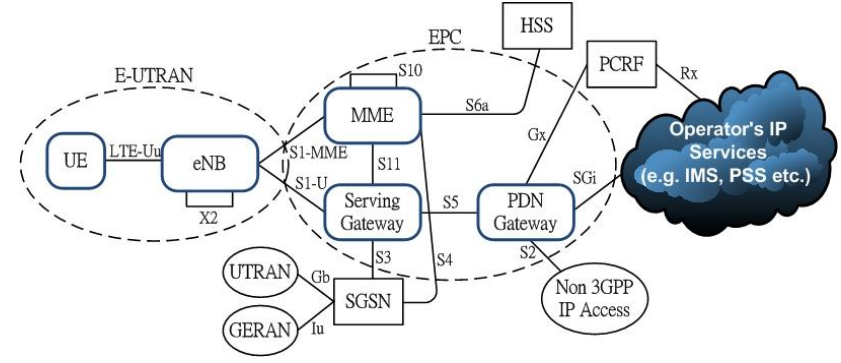 HSS
EPC
PCRF
E-UTRAN
S10
Rx
MME
S6a
Operator's IP
Services
(e.g. IMS, PSS etc.)
Gx
UE
LTE-Uu
eNB
S1-MME
S11
SGi
S1-U
Serving
Gateway
S5
PDN
Gateway
X2
S3
S4
S2
UTRAN
Gb
SGSN
Non 3GPP
IP Access
GERAN
Iu